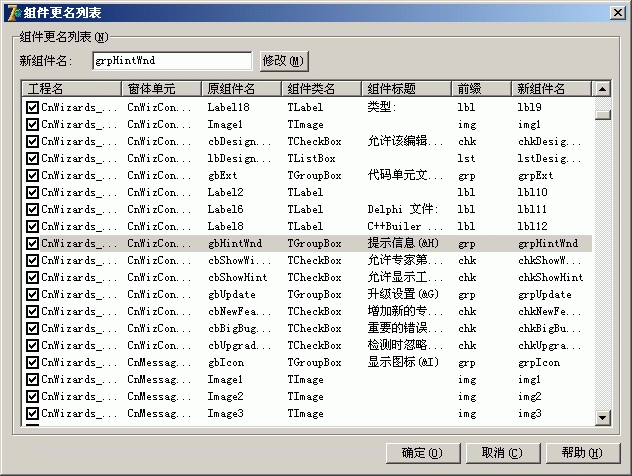 组件更名列表
组件更名列表(N)
新组件名: grpHintWnd 修改(M)
工程名 窗体单元 原组件名 组件类名 组件标题 前缀 新组件名
CnWizards_... CnWizCon... Label18 TLabel 类型: lbl lbl9
CnWizards_... CnWizCon... Image1 TImage img img1
CnWizards_... CnWizCon... cbDesign... TCheckBox 允许该编辑... chk chkDesig...
CnWizards_... CnWizCon... lbDesign... TListBox lst lstDesig...
CnWizards_... CnWizCon... gbExt TGroupBox 代码单元文... grp grpExt
CnWizards_... CnWizCon... Label2 TLabel lbl lbl10
CnWizards_... CnWizCon... Label6 TLabel Delphi 文件: lbl lbl11
CnWizards_... CnWizCon... Label8 TLabel C++Builer ... lbl lbl12
CnWizards_... CnWizCon... gbHintWnd TGroupBox 提示信息(&H) grp grpHintWnd
CnWizards_... CnWizCon... cbShowWi... TCheckBox 允许专家第... chk chkShowW...
CnWizards_... CnWizCon... cbShowHint TCheckBox 允许显示工... chk chkShowHint
CnWizards_... CnWizCon... gbUpdate TGroupBox 升级设置(&G) grp grpUpdate
CnWizards_... CnWizCon... cbNewFea... TCheckBox 增加新的专... chk chkNewFe...
CnWizards_... CnWizCon... cbBigBug... TCheckBox 重要的错误... chk chkBigBu...
CnWizards_... CnWizCon... cbUpgrad... TCheckBox 检测时忽略... chk chkUpgra...
CnWizards_... CnMessag... gbIcon TGroupBox 显示图标(&I) grp grpIcon
CnWizards_... CnMessag... Image1 TImage img img1
CnWizards_... CnMessag... Image2 TImage img img2
CnWizards_... CnMessag... Image3 TImage img img3
确定(O) 取消(C) 帮助(H)